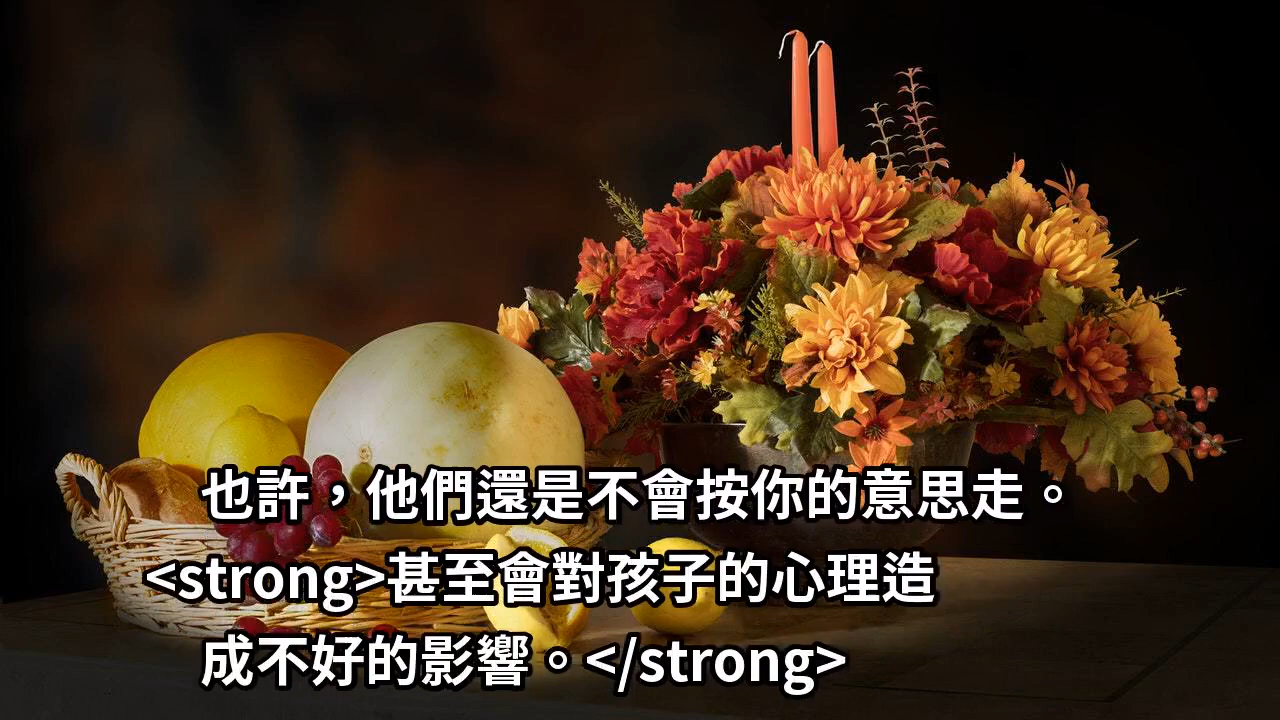 也許，他們還是不會按你的意思走。
<strong>甚至會對孩子的心理造
成不好的影響。</strong>